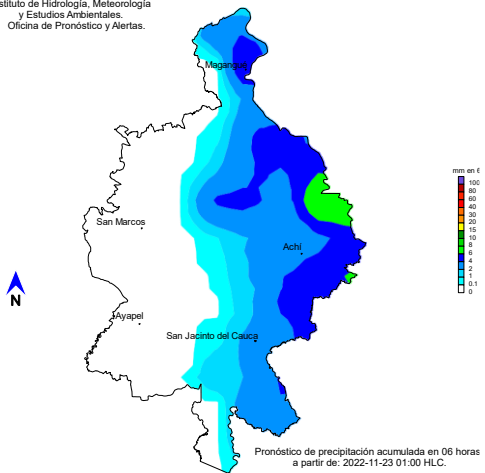 stituto de Hidrología, Meteorología
y Estudios Ambientales.
Oficina de Pronóstico y Alertas.
Magangué
San Marcos
Achí
Ayapel
San Jacinto del Cauca
N
mm en 6
100
80
60
40
30
20
15
10
8
6
4
2
1
0.1
0
Pronóstico de precipitación acumulada en 06 horas
a partir de: 2022-11-23 01:00 HLC.